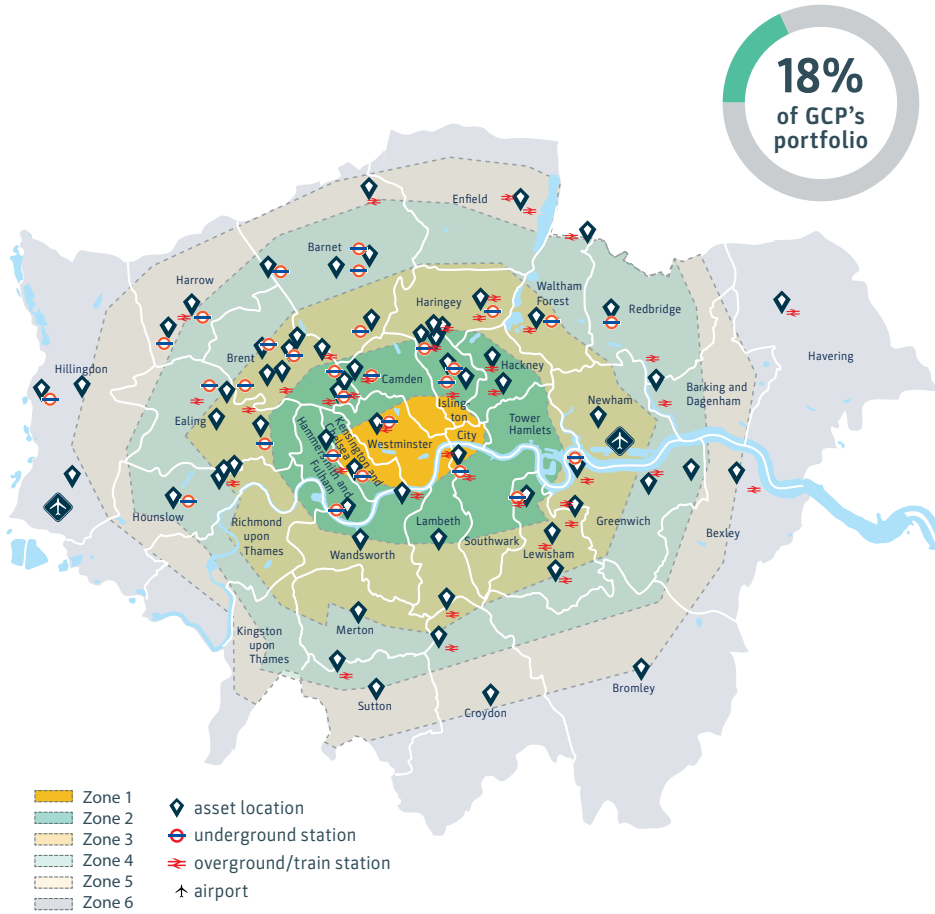 18%
of GCP's
portfolio
Enfield
Barnet
Harrow
Waltham
Forest
Haringey
Redbridge
Havering
Brent
Hillingdon
Camden
Hackney
Barking and
Dagenham
Isling-
ton
Newham
Ealing
Tower
Hamlets
Kensington and
Chelsea
Hammersmith and
Fulham
Westminster
City
Hounslow
Richmond
upon
Thames
Lambeth
Greenwich
Bexley
Southwark
Wandsworth
Lewisham
Merton
Kingston
upon
Thames
Bromley
Sutton
Croydon
Zone 1
Zone 2
Zone 3
Zone 4
Zone 5
Zone 6
asset location
underground station
overground/train station
airport